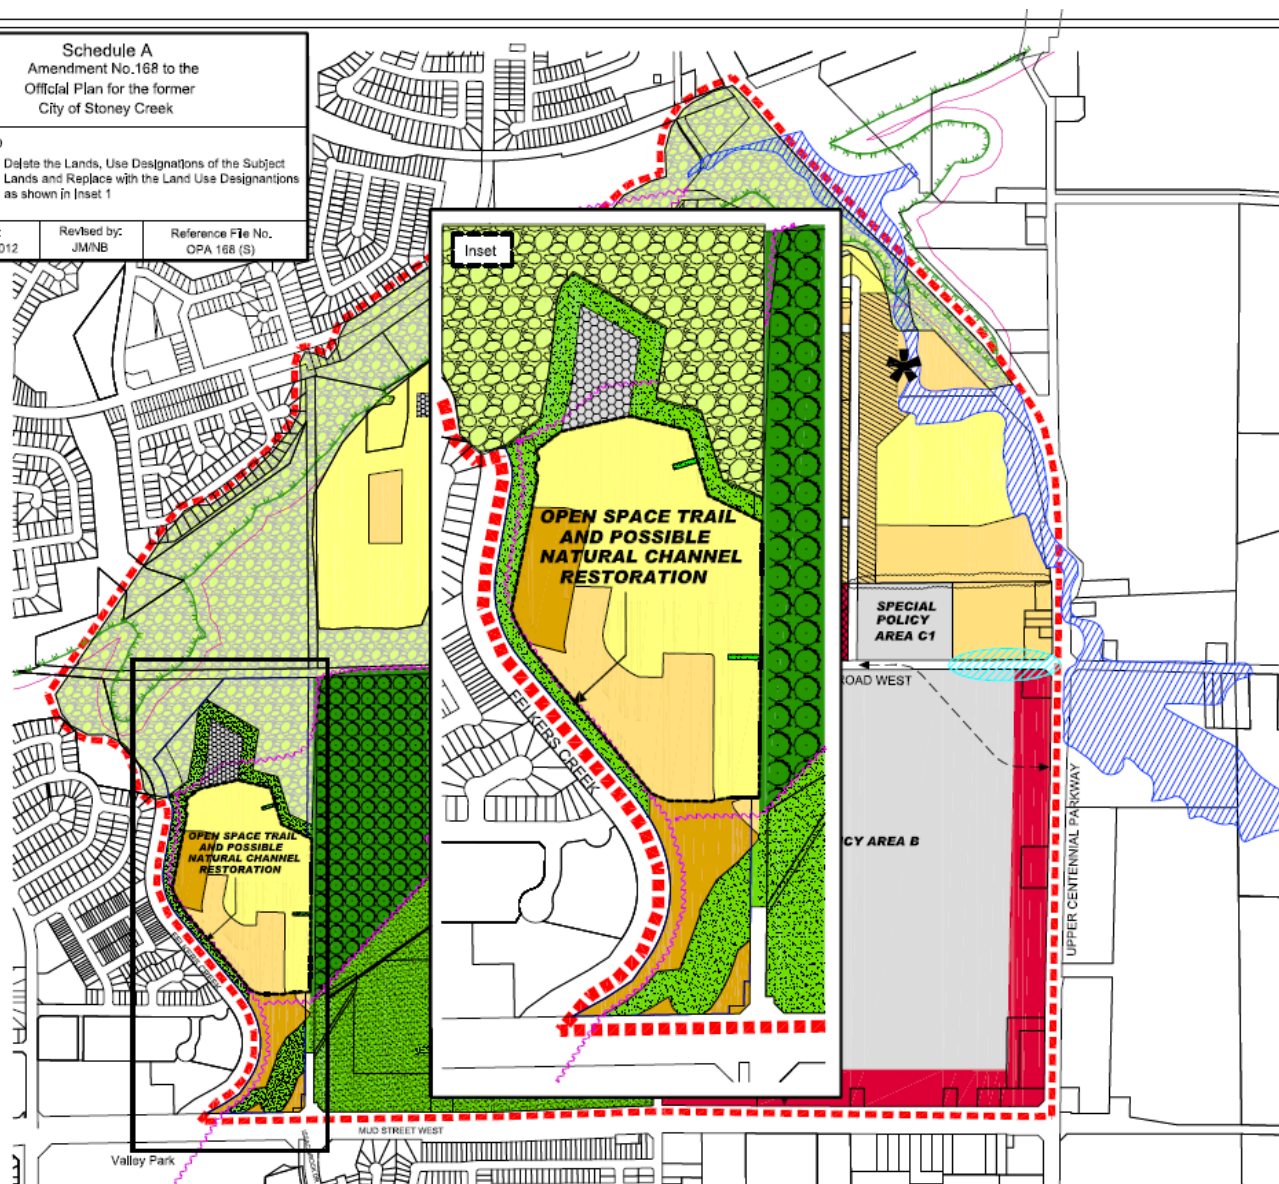 Schedule A
Amendment No.168 to the
Official Plan for the former
City of Stoney Creek
Delete the Lands, Use Designations of the Subject
Lands and Replace with the Land Use Designantions
as shown in Inset 1
012
Revised by:
JM/NB
Reference File No.
OPA 168 (S)
Inset
OPEN SPACE TRAIL
AND POSSIBLE
NATURAL CHANNEL
RESTORATION
FELKERS CREEK
SPECIAL
POLICY
AREA C1
ROAD WEST
CY AREA B
UPPER CENTENNIAL PARKWAY
OPEN SPACE TRAIL
AND POSSIBLE
NATURAL CHANNEL
RESTORATION
FELKERS CREEK
MUD STREET WEST
Valley Park